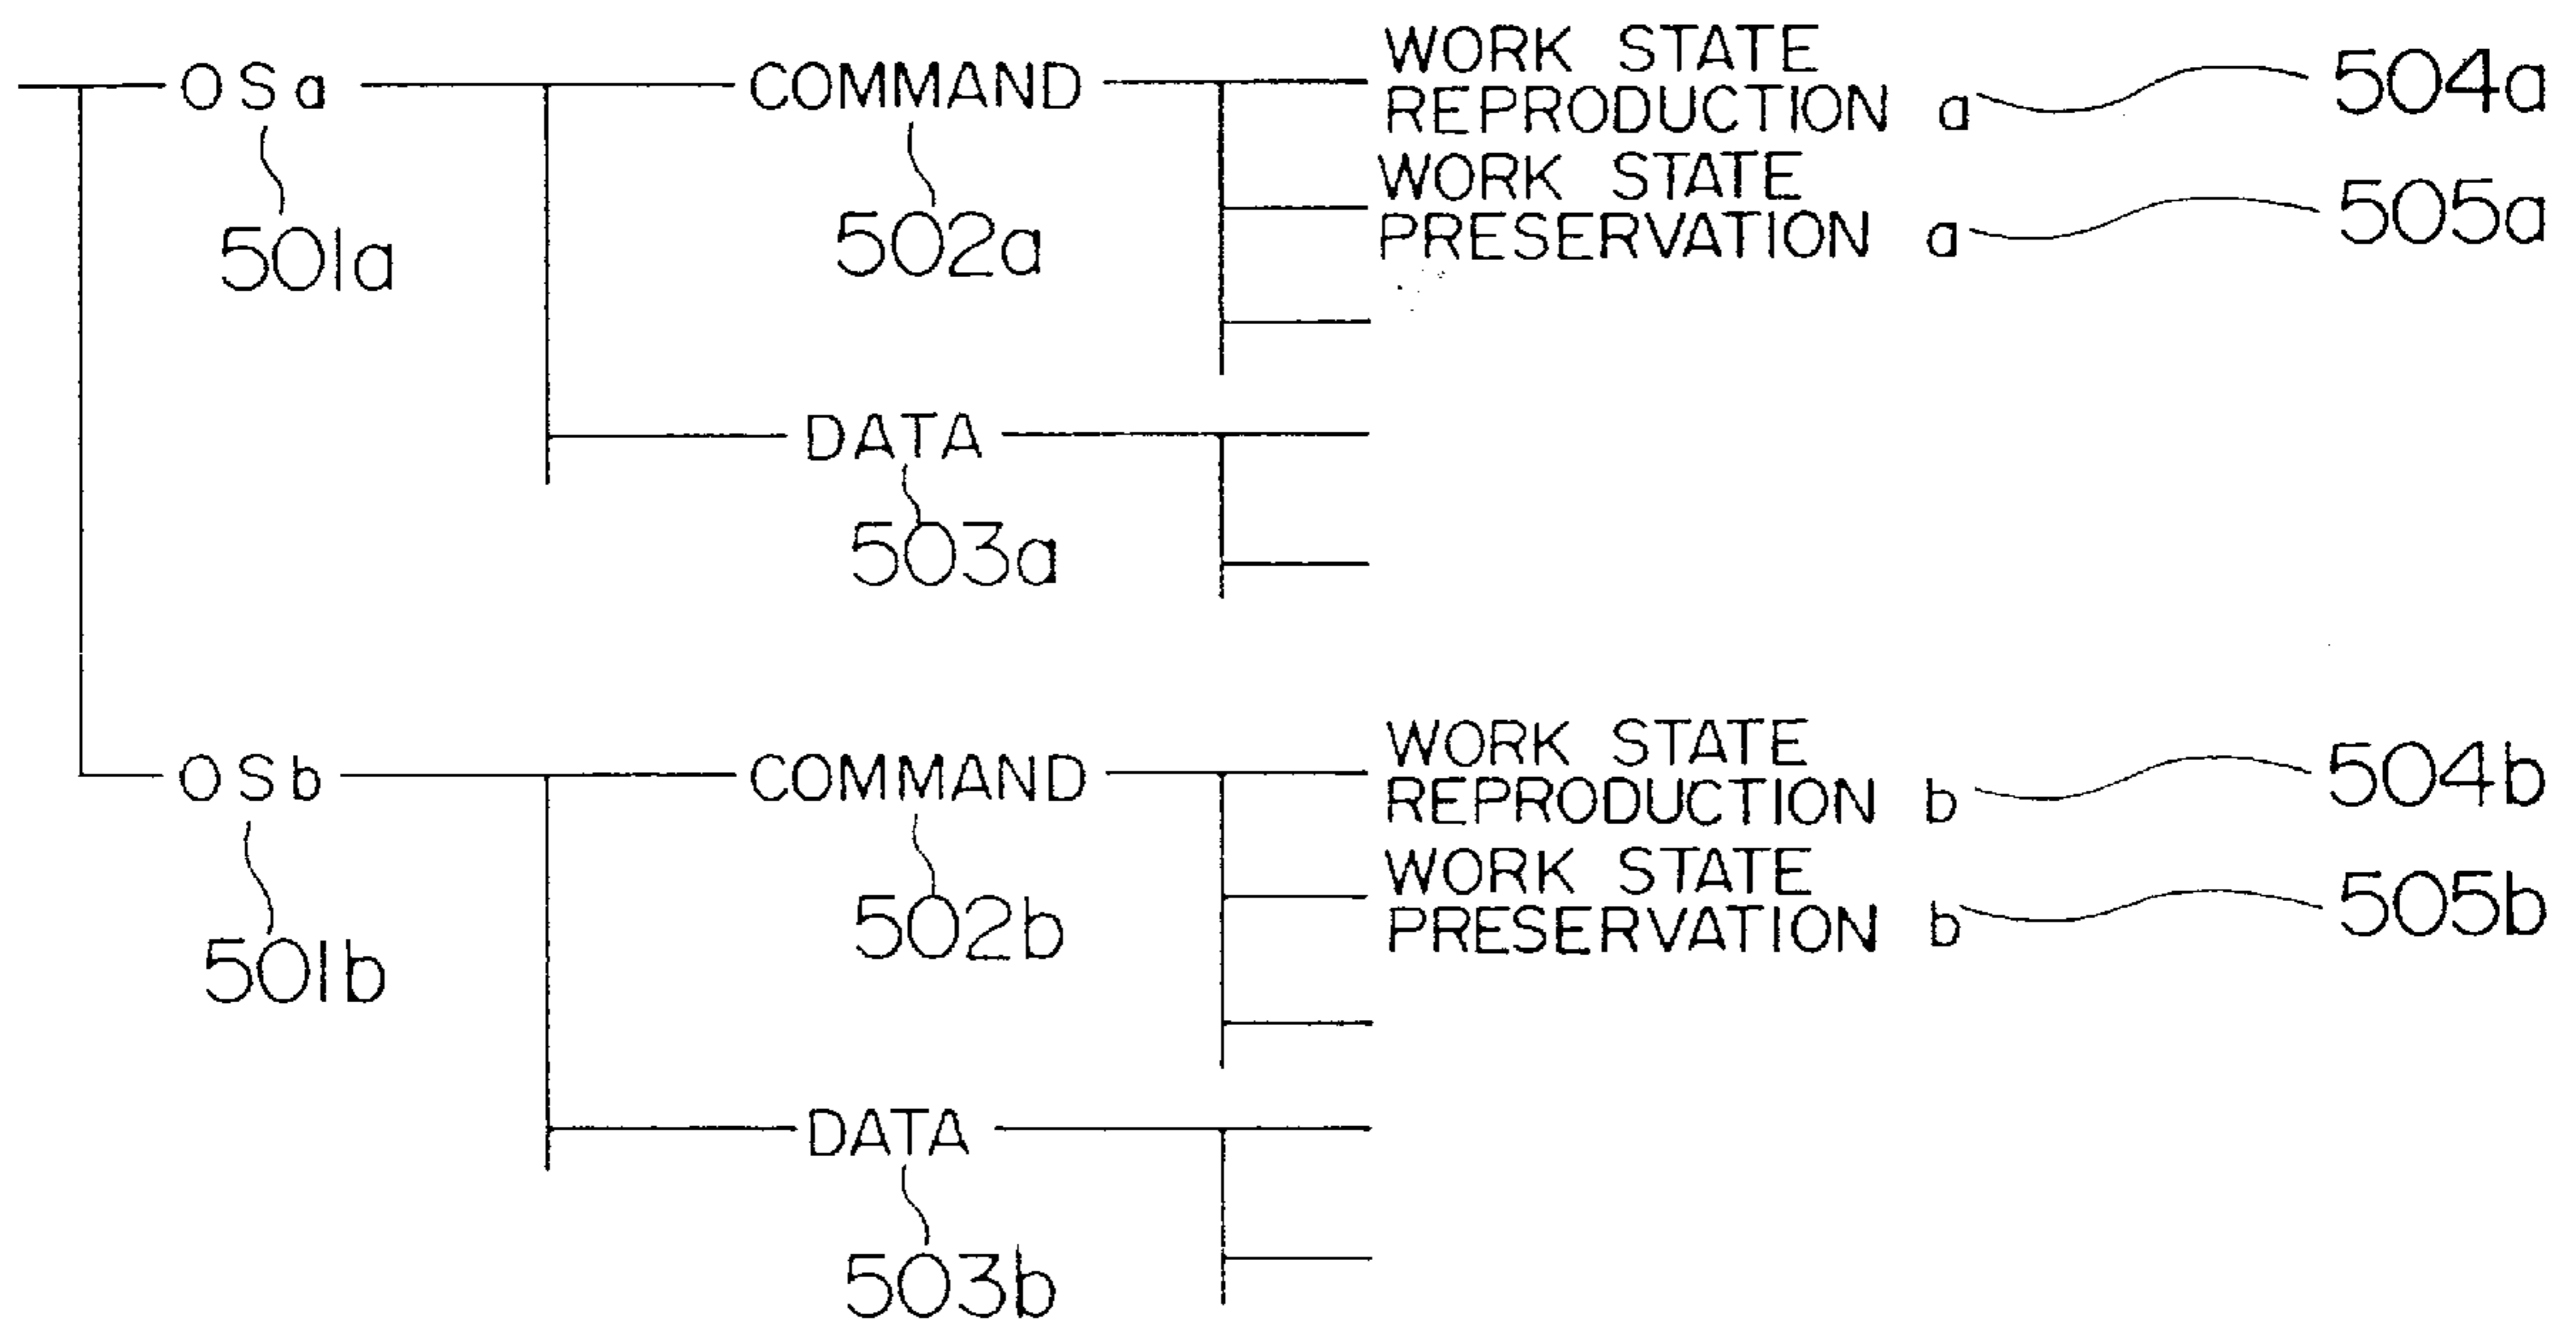 OSa
COMMAND
WORK STATE
REPRODUCTION a
504a
WORK STATE
PRESERVATION a
505a
501a
502a
DATA
503a
OSb
COMMAND
WORK STATE
REPRODUCTION b
504b
WORK STATE
PRESERVATION b
505b
501b
502b
DATA
503b